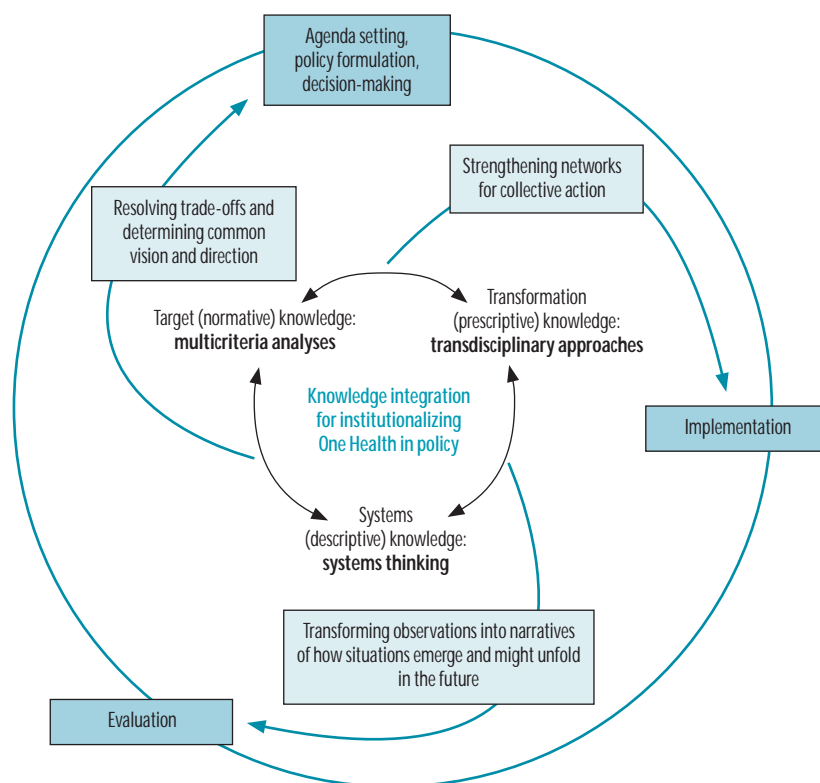 Agenda setting,
policy formulation,
decision-making
Strengthening networks
for collective action
Resolving trade-offs and
determining common
vision and direction
Target (normative) knowledge:
multicriteria analyses
Transformation
(prescriptive) knowledge:
transdisciplinary approaches
Knowledge integration
for institutionalizing
One Health in policy
Implementation
Systems
(descriptive) knowledge:
systems thinking
Transforming observations into narratives
of how situations emerge and might unfold
in the future
Evaluation